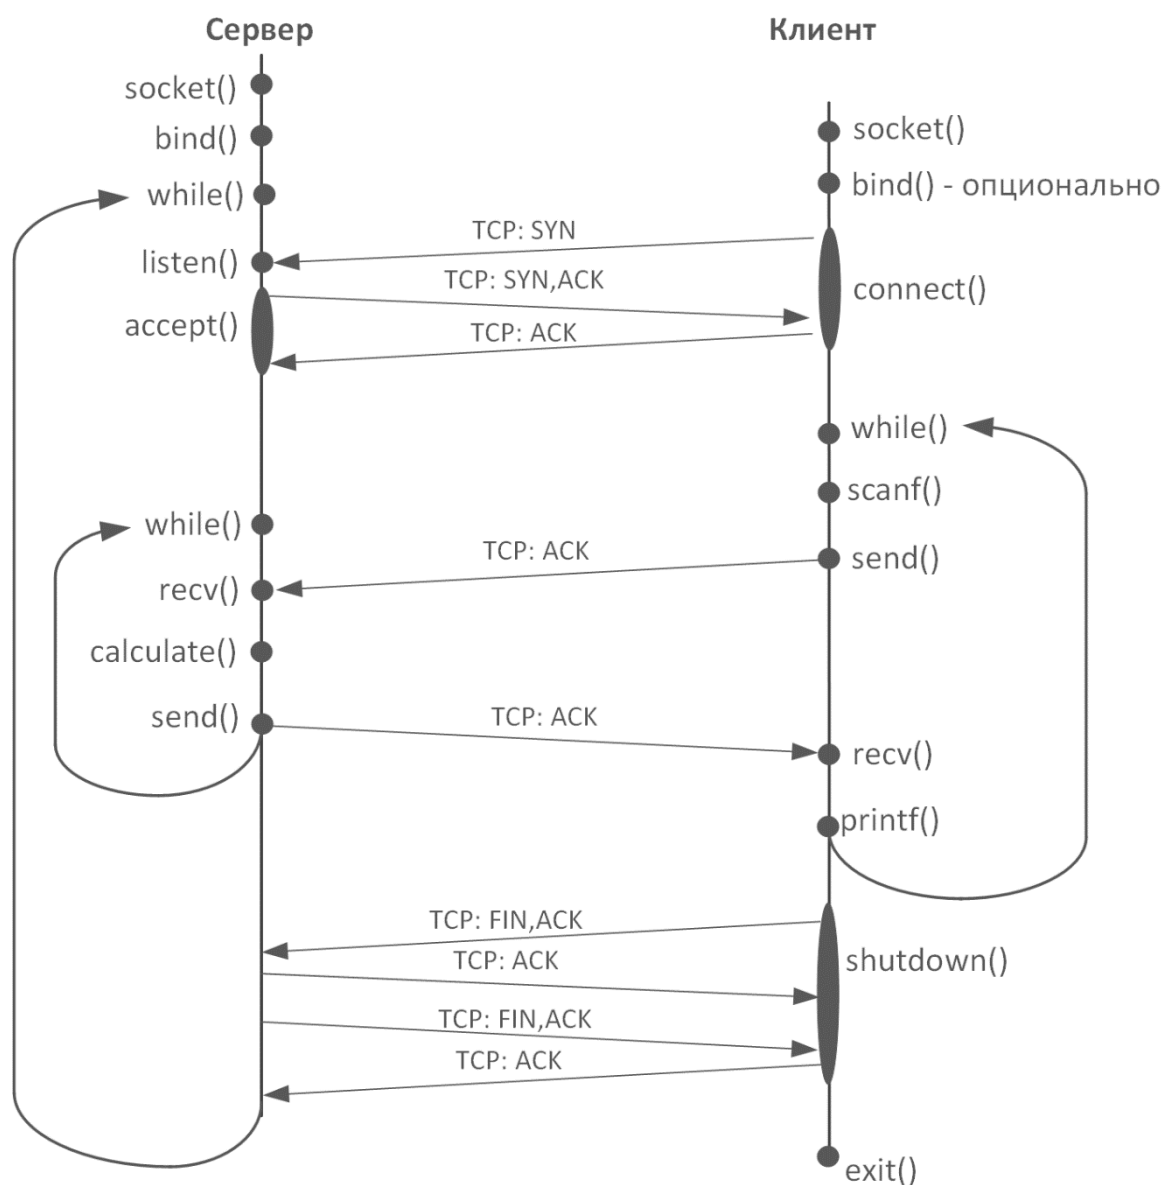 Сервер
Клиент
socket()
socket()
bind()
bind() - опционально
while()
TCP: SYN
listen()
TCP: SYN,ACK
connect()
accept()
TCP: ACK
while()
scanf()
while()
TCP: ACK
send()
recv()
calculate()
send()
TCP: ACK
recv()
printf()
TCP: FIN,ACK
TCP: ACK
shutdown()
TCP: FIN,ACK
TCP: ACK
exit()